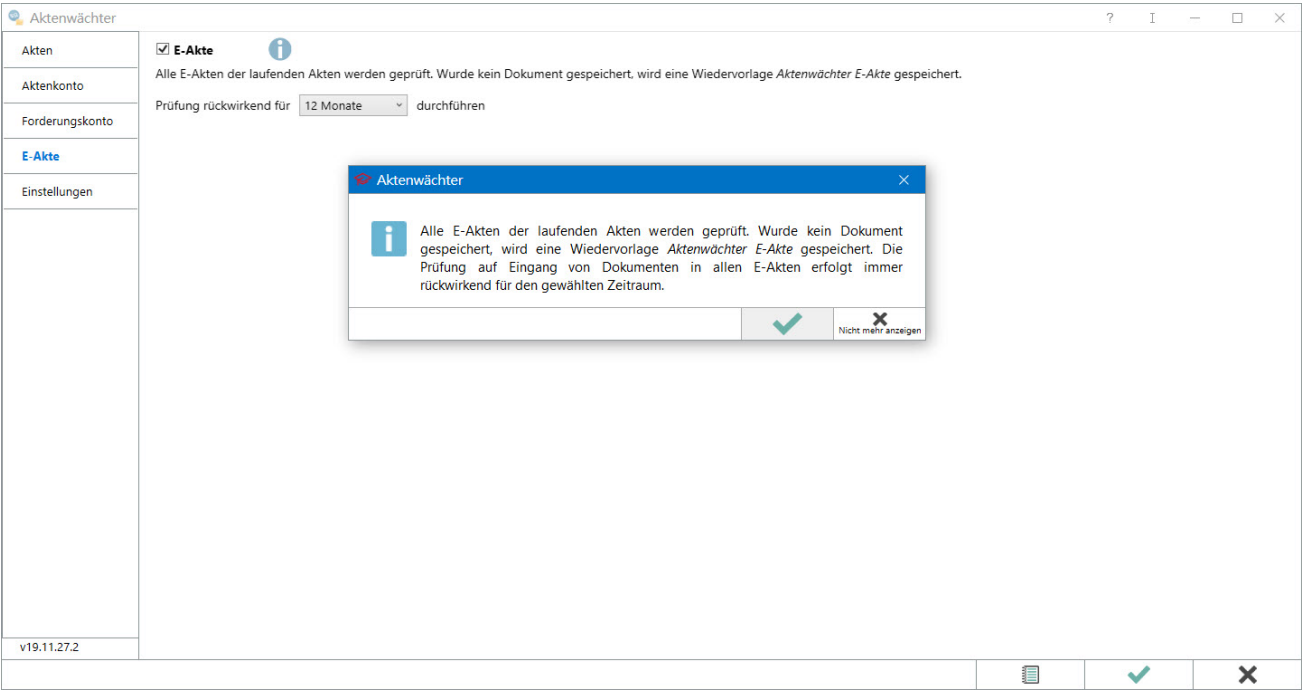 Aktenwächter
?
Akten
Aktenkonto
Forderungskonto
E-Akte
Einstellungen
v19.11.27.2
E-Akte
Alle E-Akten der laufenden Akten werden geprüft. Wurde kein Dokument gespeichert, wird eine Wiedervorlage Aktenwächter E-Akte gespeichert.
Prüfung rückwirkend für 12 Monate durchführen
Aktenwächter
Alle E-Akten der laufenden Akten werden geprüft. Wurde kein Dokument
gespeichert, wird eine Wiedervorlage Aktenwächter E-Akte gespeichert. Die
Prüfung auf Eingang von Dokumenten in allen E-Akten erfolgt immer
rückwirkend für den gewählten Zeitraum.
Nicht mehr anzeigen